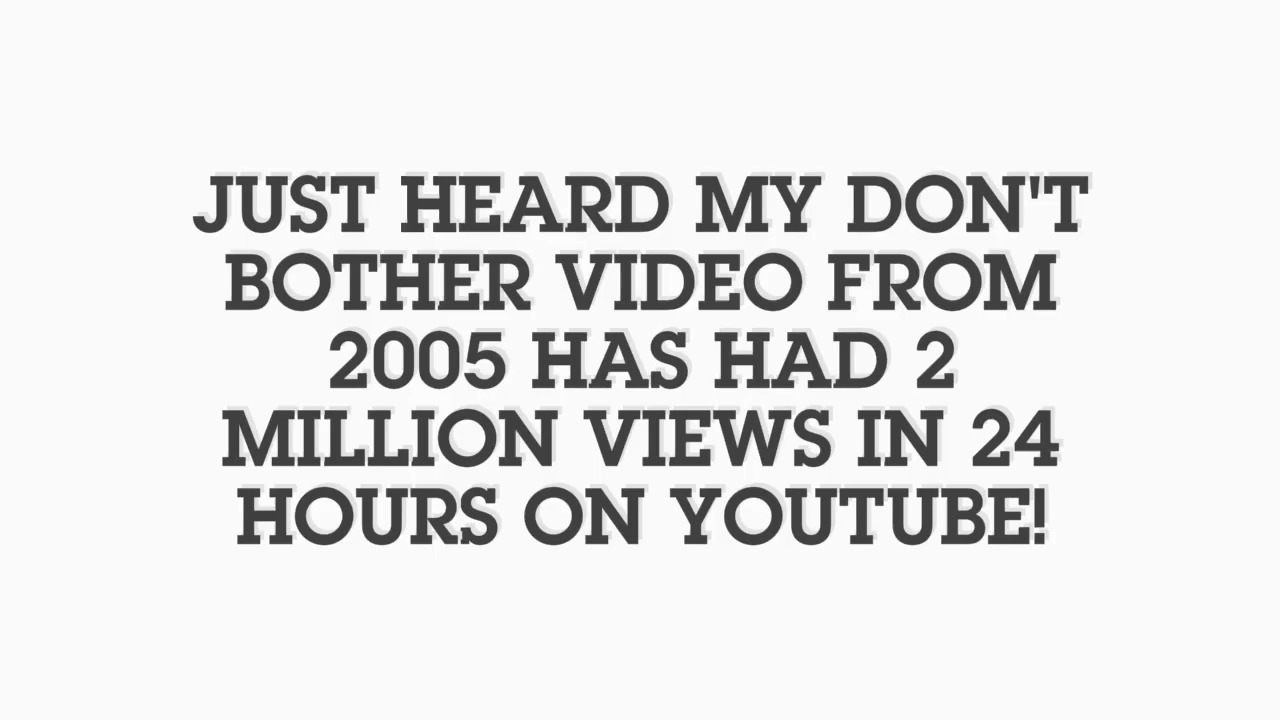 JUST HEARD MY DON'T
BOTHER VIDEO FROM
2005 HAS HAD 2
MILLION VIEWS IN 24
HOURS ON YOUTUBE!